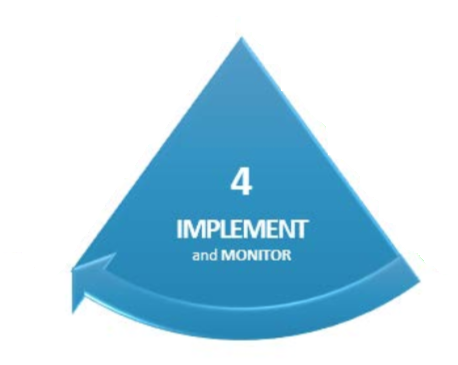 4
IMPLEMENT
and MONITOR